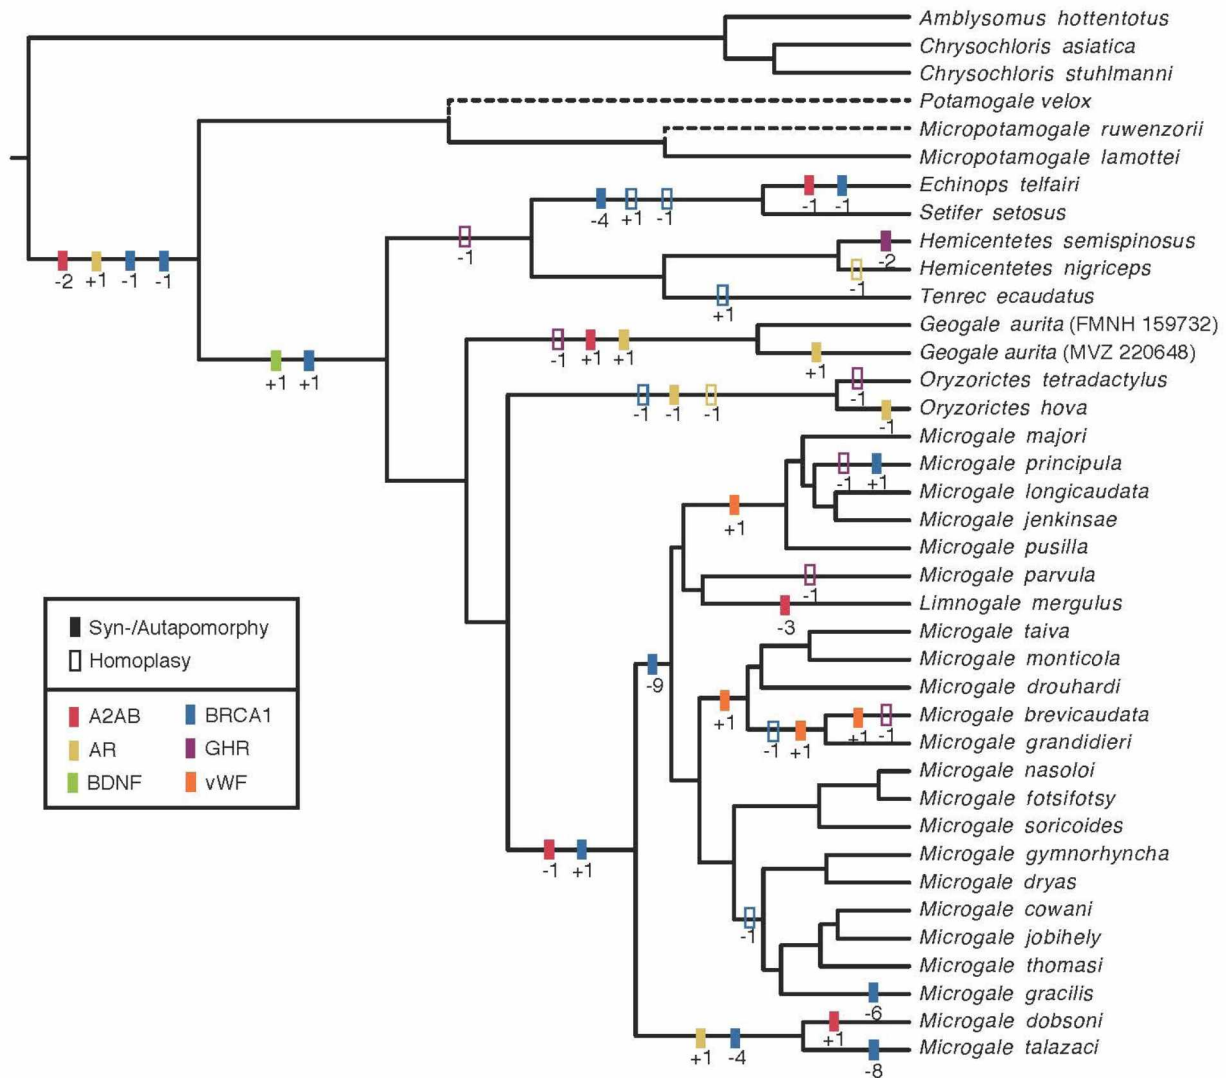 Amblysomus hottentotus
Chrysochloris asiatica
Chrysochloris stuhlmanni
Potamogale velox
Micropotamogale ruwenzorii
Micropotamogale lamottei
Echinops telfairi
-1 -1
-4 +1 -1
Setifer setosus
Hemicentetes semispinosus
-1
-2
Hemicentetes nigriceps
-2 +1 -1 -1
-1
Tenrec ecaudatus
+1
Geogale aurita (FMNH 159732)
-1 +1 +1
Geogale aurita (MVZ 220648)
+1 +1
+1
Oryzorictes tetradactylus
-1
-1 -1 -1
Oryzorictes hova
-1
Microgale majori
Microgale principula
-1 +1
Microgale longicaudata
Microgale jenkinsae
+1
Microgale pusilla
Microgale parvula
-1
Limnogale mergulus
-3
Syn-/Autapomorphy
Homoplasy
A2AB BRCA1
AR GHR
BDNF vWF
Microgale taiva
Microgale monticola
-9
Microgale drouhardi
+1
Microgale brevicaudata
+1 -1
Microgale grandidieri
-1 +1
Microgale nasoloi
Microgale fotsifotsy
Microgale soricoides
Microgale gymnorhyncha
-1 +1
Microgale dryas
Microgale cowani
-1
Microgale jobihely
Microgale thomasi
Microgale gracilis
-6
Microgale dobsoni
+1
+1 -4
Microgale talazaci
-8